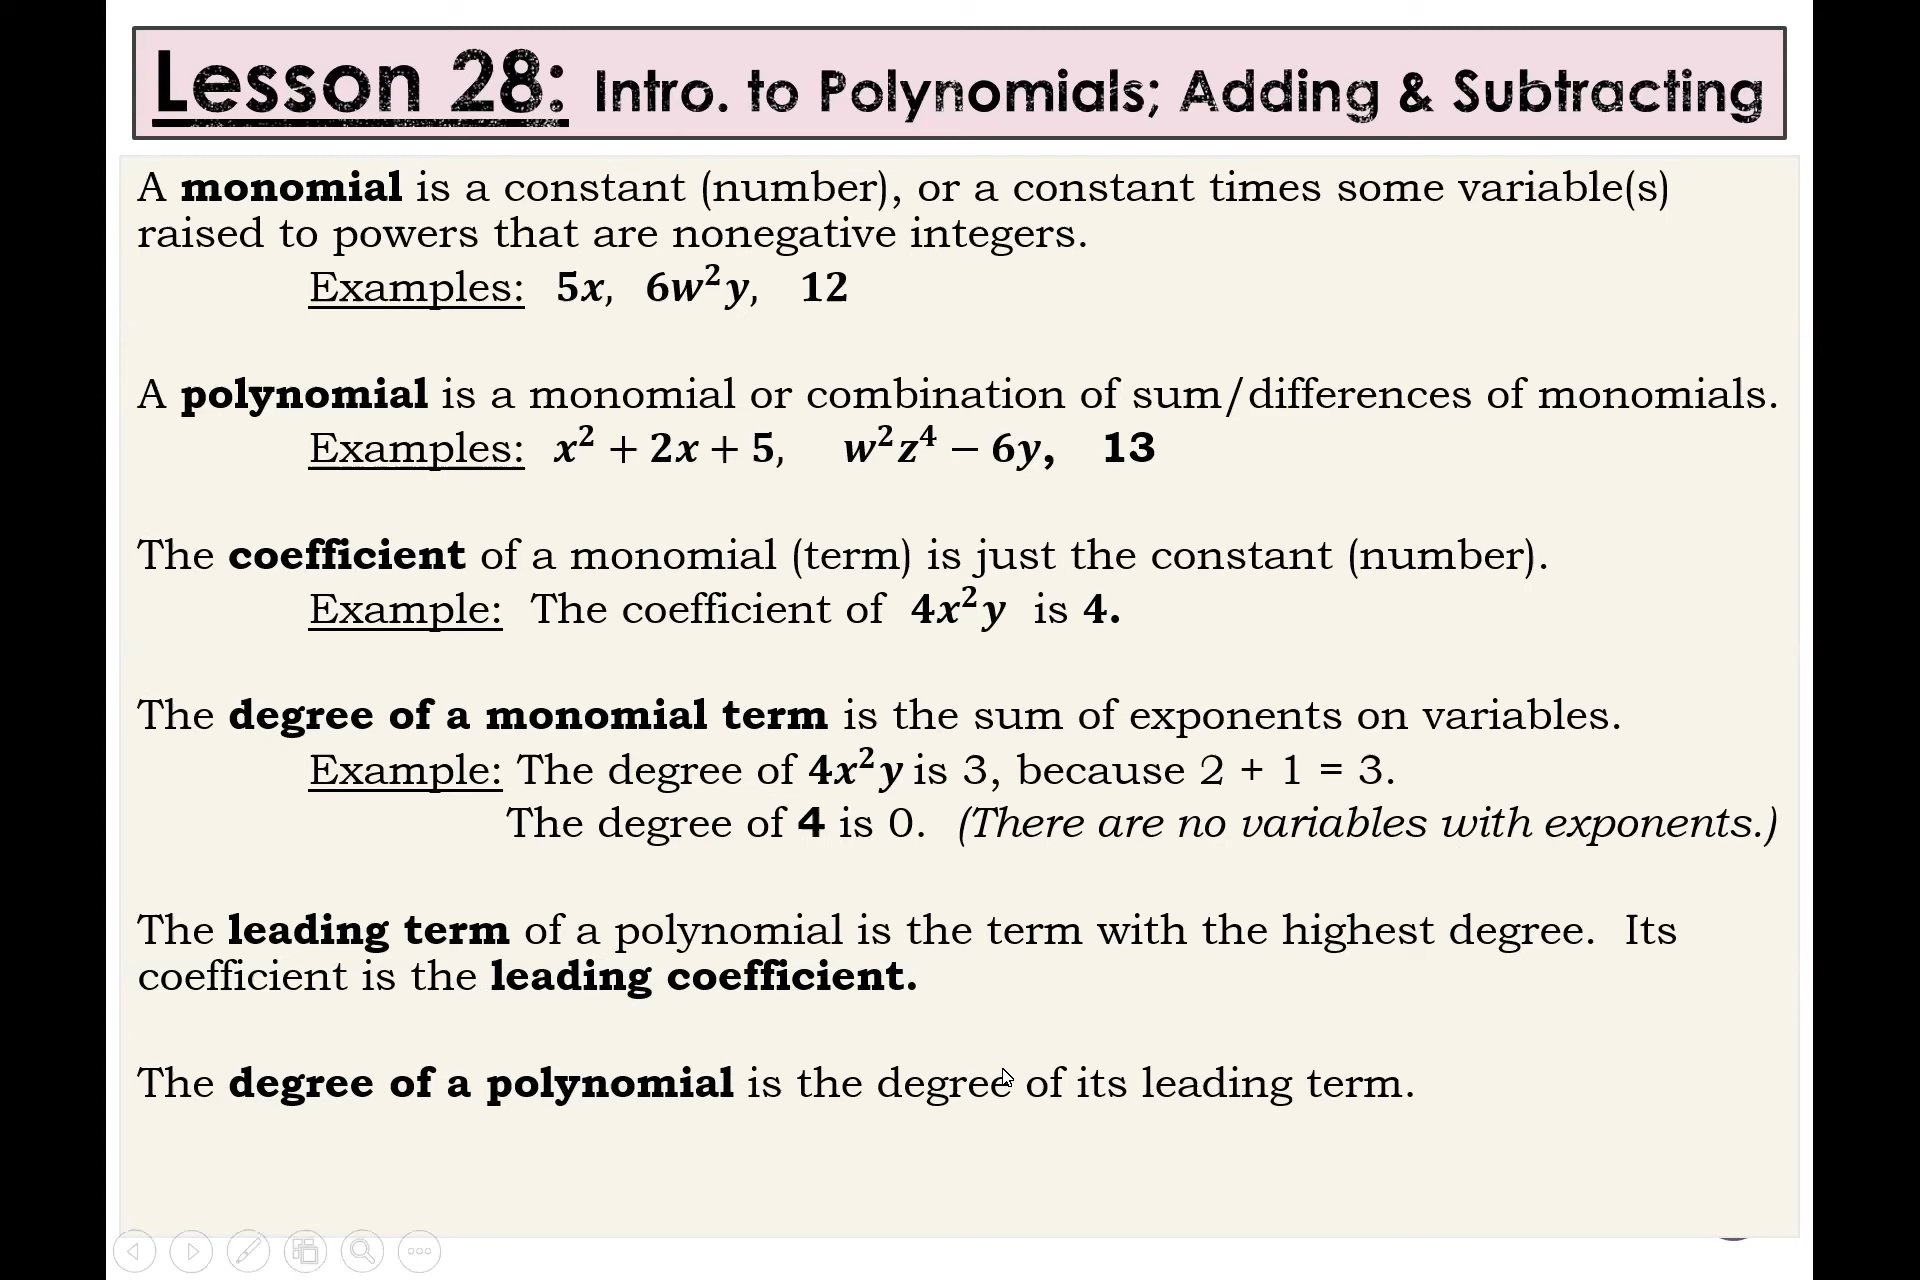 Lesson 28: Intro. to Polynomials; Adding & Subtracting
A monomial is a constant (number), or a constant times some variable(s)
raised to powers that are nonegative integers.
Examples: 5x, 6w²y, 12
A polynomial is a monomial or combination of sum/differences of monomials.
Examples: x² + 2x + 5, w²z⁴ − 6y, 13
The coefficient of a monomial (term) is just the constant (number).
Example: The coefficient of 4x²y is 4.
The degree of a monomial term is the sum of exponents on variables.
Example: The degree of 4x²y is 3, because 2 + 1 = 3.
The degree of 4 is 0. (There are no variables with exponents.)
The leading term of a polynomial is the term with the highest degree. Its
coefficient is the leading coefficient.
The degree of a polynomial is the degree of its leading term.